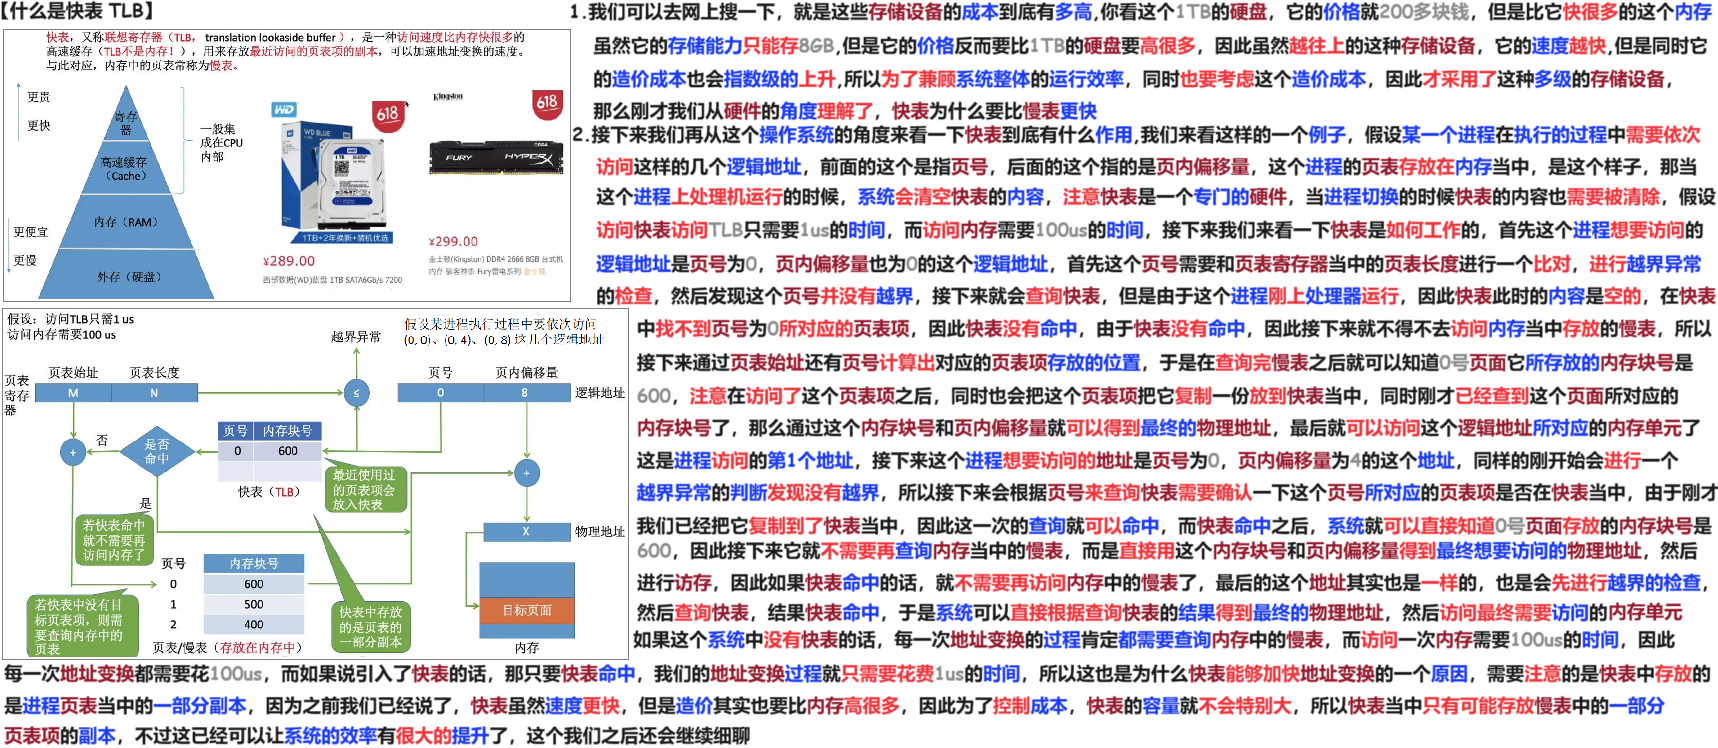 【什么是快表 TLB】
快表，又称联想寄存器（TLB， translation lookaside buffer ），是一种访问速度比内存快很多的
高速缓存（TLB不是内存！），用来存放最近访问的页表项的副本，可以加速地址变换的速度。
与此对应，内存中的页表常称为慢表。
更贵
更快
更便宜
更慢
寄存
器
高速缓存
（Cache）
内存（RAM）
外存（硬盘）
一般集
成在CPU
内部
WD
618
WD BLUE
1TB+2年换新+装机优选
¥289.00
西部数据(WD)蓝盘 1TB SATA6Gb/s 7200
Kingston
618
DDR4
FURY
HYPERX
¥299.00
金士顿(Kingston) DDR4 2666 8GB 台式机
内存 骇客神条 Fury雷电系列 金士顿,
假设：访问TLB只需1 us
访问内存需要100 us
假设某进程执行过程中要依次访问
(0, 0)、(0, 4)、(0, 8) 这几个逻辑地址
越界异常
页表
寄存
器
页表始址
页表长度
M
N
≤
页号
页内偏移量
0
8
逻辑地址
+
否
是否
命中
是
页号
内存块号
0
600
快表（TLB）
最近使用过
的页表项会
放入快表
+
若快表命中
就不需要再
访问内存了
X
物理地址
页号
内存块号
0
600
1
500
2
400
页表/慢表（存放在内存中）
若快表中没有目
标页表项，则需
要查询内存中的
页表
快表中存放
的是页表的
一部分副本
目标页面
内存
1.我们可以去网上搜一下，就是这些存储设备的成本到底有多高,你看这个1TB的硬盘，它的价格就200多块钱，但是比它快很多的这个内存
虽然它的存储能力只能存8GB,但是它的价格反而要比1TB的硬盘要高很多，因此虽然越往上的这种存储设备，它的速度越快,但是同时它
的造价成本也会指数级的上升,所以为了兼顾系统整体的运行效率，同时也要考虑这个造价成本，因此才采用了这种多级的存储设备，
那么刚才我们从硬件的角度理解了，快表为什么要比慢表更快
2.接下来我们再从这个操作系统的角度来看一下快表到底有什么作用,我们来看这样的一个例子，假设某一个进程在执行的过程中需要依次
访问这样的几个逻辑地址，前面的这个是指页号，后面的这个指的是页内偏移量，这个进程的页表存放在内存当中，是这个样子，那当
这个进程上处理机运行的时候，系统会清空快表的内容，注意快表是一个专门的硬件，当进程切换的时候快表的内容也需要被清除，假设
访问快表访问TLB只需要1us的时间，而访问内存需要100us的时间，接下来我们来看一下快表是如何工作的，首先这个进程想要访问的
逻辑地址是页号为0，页内偏移量也为0的这个逻辑地址，首先这个页号需要和页表寄存器当中的页表长度进行一个比对，进行越界异常
的检查，然后发现这个页号并没有越界，接下来就会查询快表，但是由于这个进程刚上处理器运行，因此快表此时的内容是空的，在快表
中找不到页号为0所对应的页表项，因此快表没有命中，由于快表没有命中，因此接下来就不得不去访问内存当中存放的慢表，所以
接下来通过页表始址还有页号计算出对应的页表项存放的位置，于是在查询完慢表之后就可以知道0号页面它所存放的内存块号是
600，注意在访问了这个页表项之后，同时也会把这个页表项把它复制一份放到快表当中，同时刚才已经查到这个页面所对应的
内存块号了，那么通过这个内存块号和页内偏移量就可以得到最终的物理地址，最后就可以访问这个逻辑地址所对应的内存单元了
这是进程访问的第1个地址，接下来这个进程想要访问的地址是页号为0，页内偏移量为4的这个地址，同样的刚开始会进行一个
越界异常的判断发现没有越界，所以接下来会根据页号来查询快表需要确认一下这个页号所对应的页表项是否在快表当中，由于刚才
我们已经把它复制到了快表当中，因此这一次的查询就可以命中，而快表命中之后，系统就可以直接知道0号页面存放的内存块号是
600，因此接下来它就不需要再查询内存当中的慢表，而是直接用这个内存块号和页内偏移量得到最终想要访问的物理地址，然后
进行访存，因此如果快表命中的话，就不需要再访问内存中的慢表了，最后的这个地址其实也是一样的，也是会先进行越界的检查，
然后查询快表，结果快表命中，于是系统可以直接根据查询快表的结果得到最终的物理地址，然后访问最终需要访问的内存单元
如果这个系统中没有快表的话，每一次地址变换的过程肯定都需要查询内存中的慢表，而访问一次内存需要100us的时间，因此
每一次地址变换都需要花100us，而如果说引入了快表的话，那只要快表命中，我们的地址变换过程就只需要花费1us的时间，所以这也是为什么快表能够加快地址变换的一个原因，需要注意的是快表中存放的
是进程页表当中的一部分副本，因为之前我们已经说了，快表虽然速度更快，但是造价其实也要比内存高很多，因此为了控制成本，快表的容量就不会特别大，所以快表当中只有可能存放慢表中的一部分
页表项的副本，不过这已经可以让系统的效率有很大的提升了，这个我们之后还会继续细聊